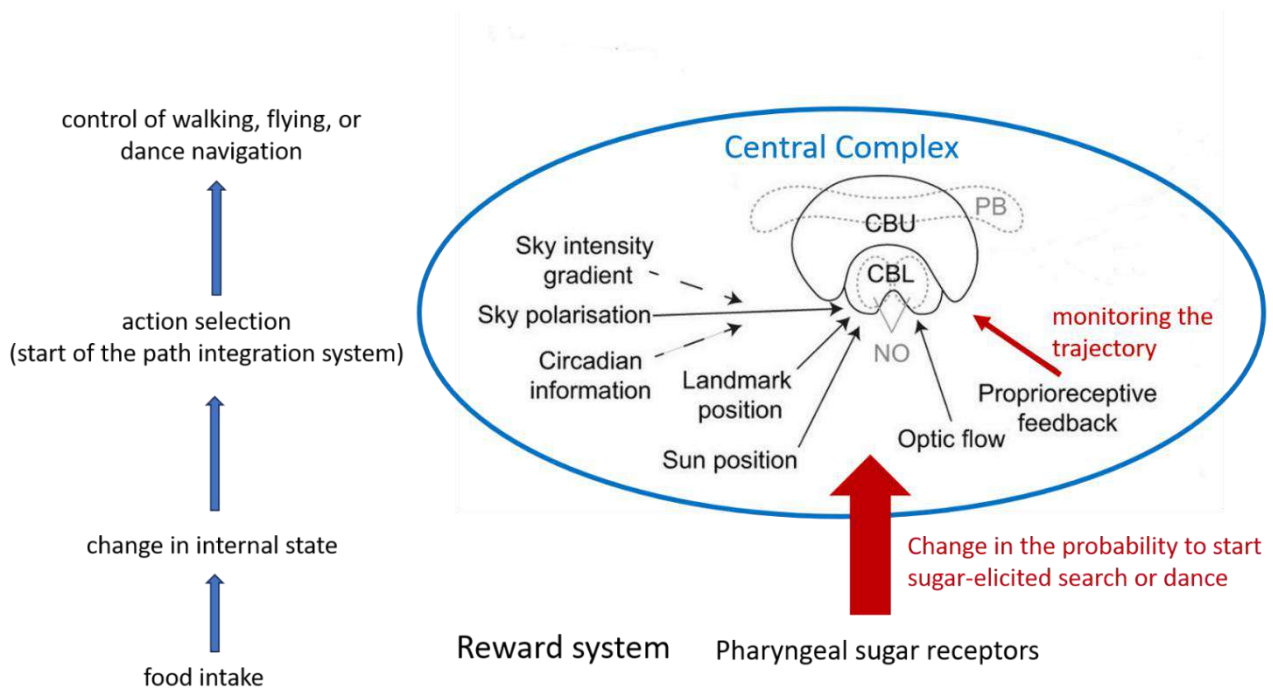 control of walking, flying, or
dance navigation
action selection
(start of the path integration system)
change in internal state
food intake
Central Complex
PB
CBU
CBL
NO
Sky intensity
gradient
Sky polarisation
Circadian
information
Landmark
position
Sun position
Optic flow
Proprioreceptive
feedback
monitoring the
trajectory
Change in the probability to start
sugar-elicited search or dance
Reward system
Pharyngeal sugar receptors